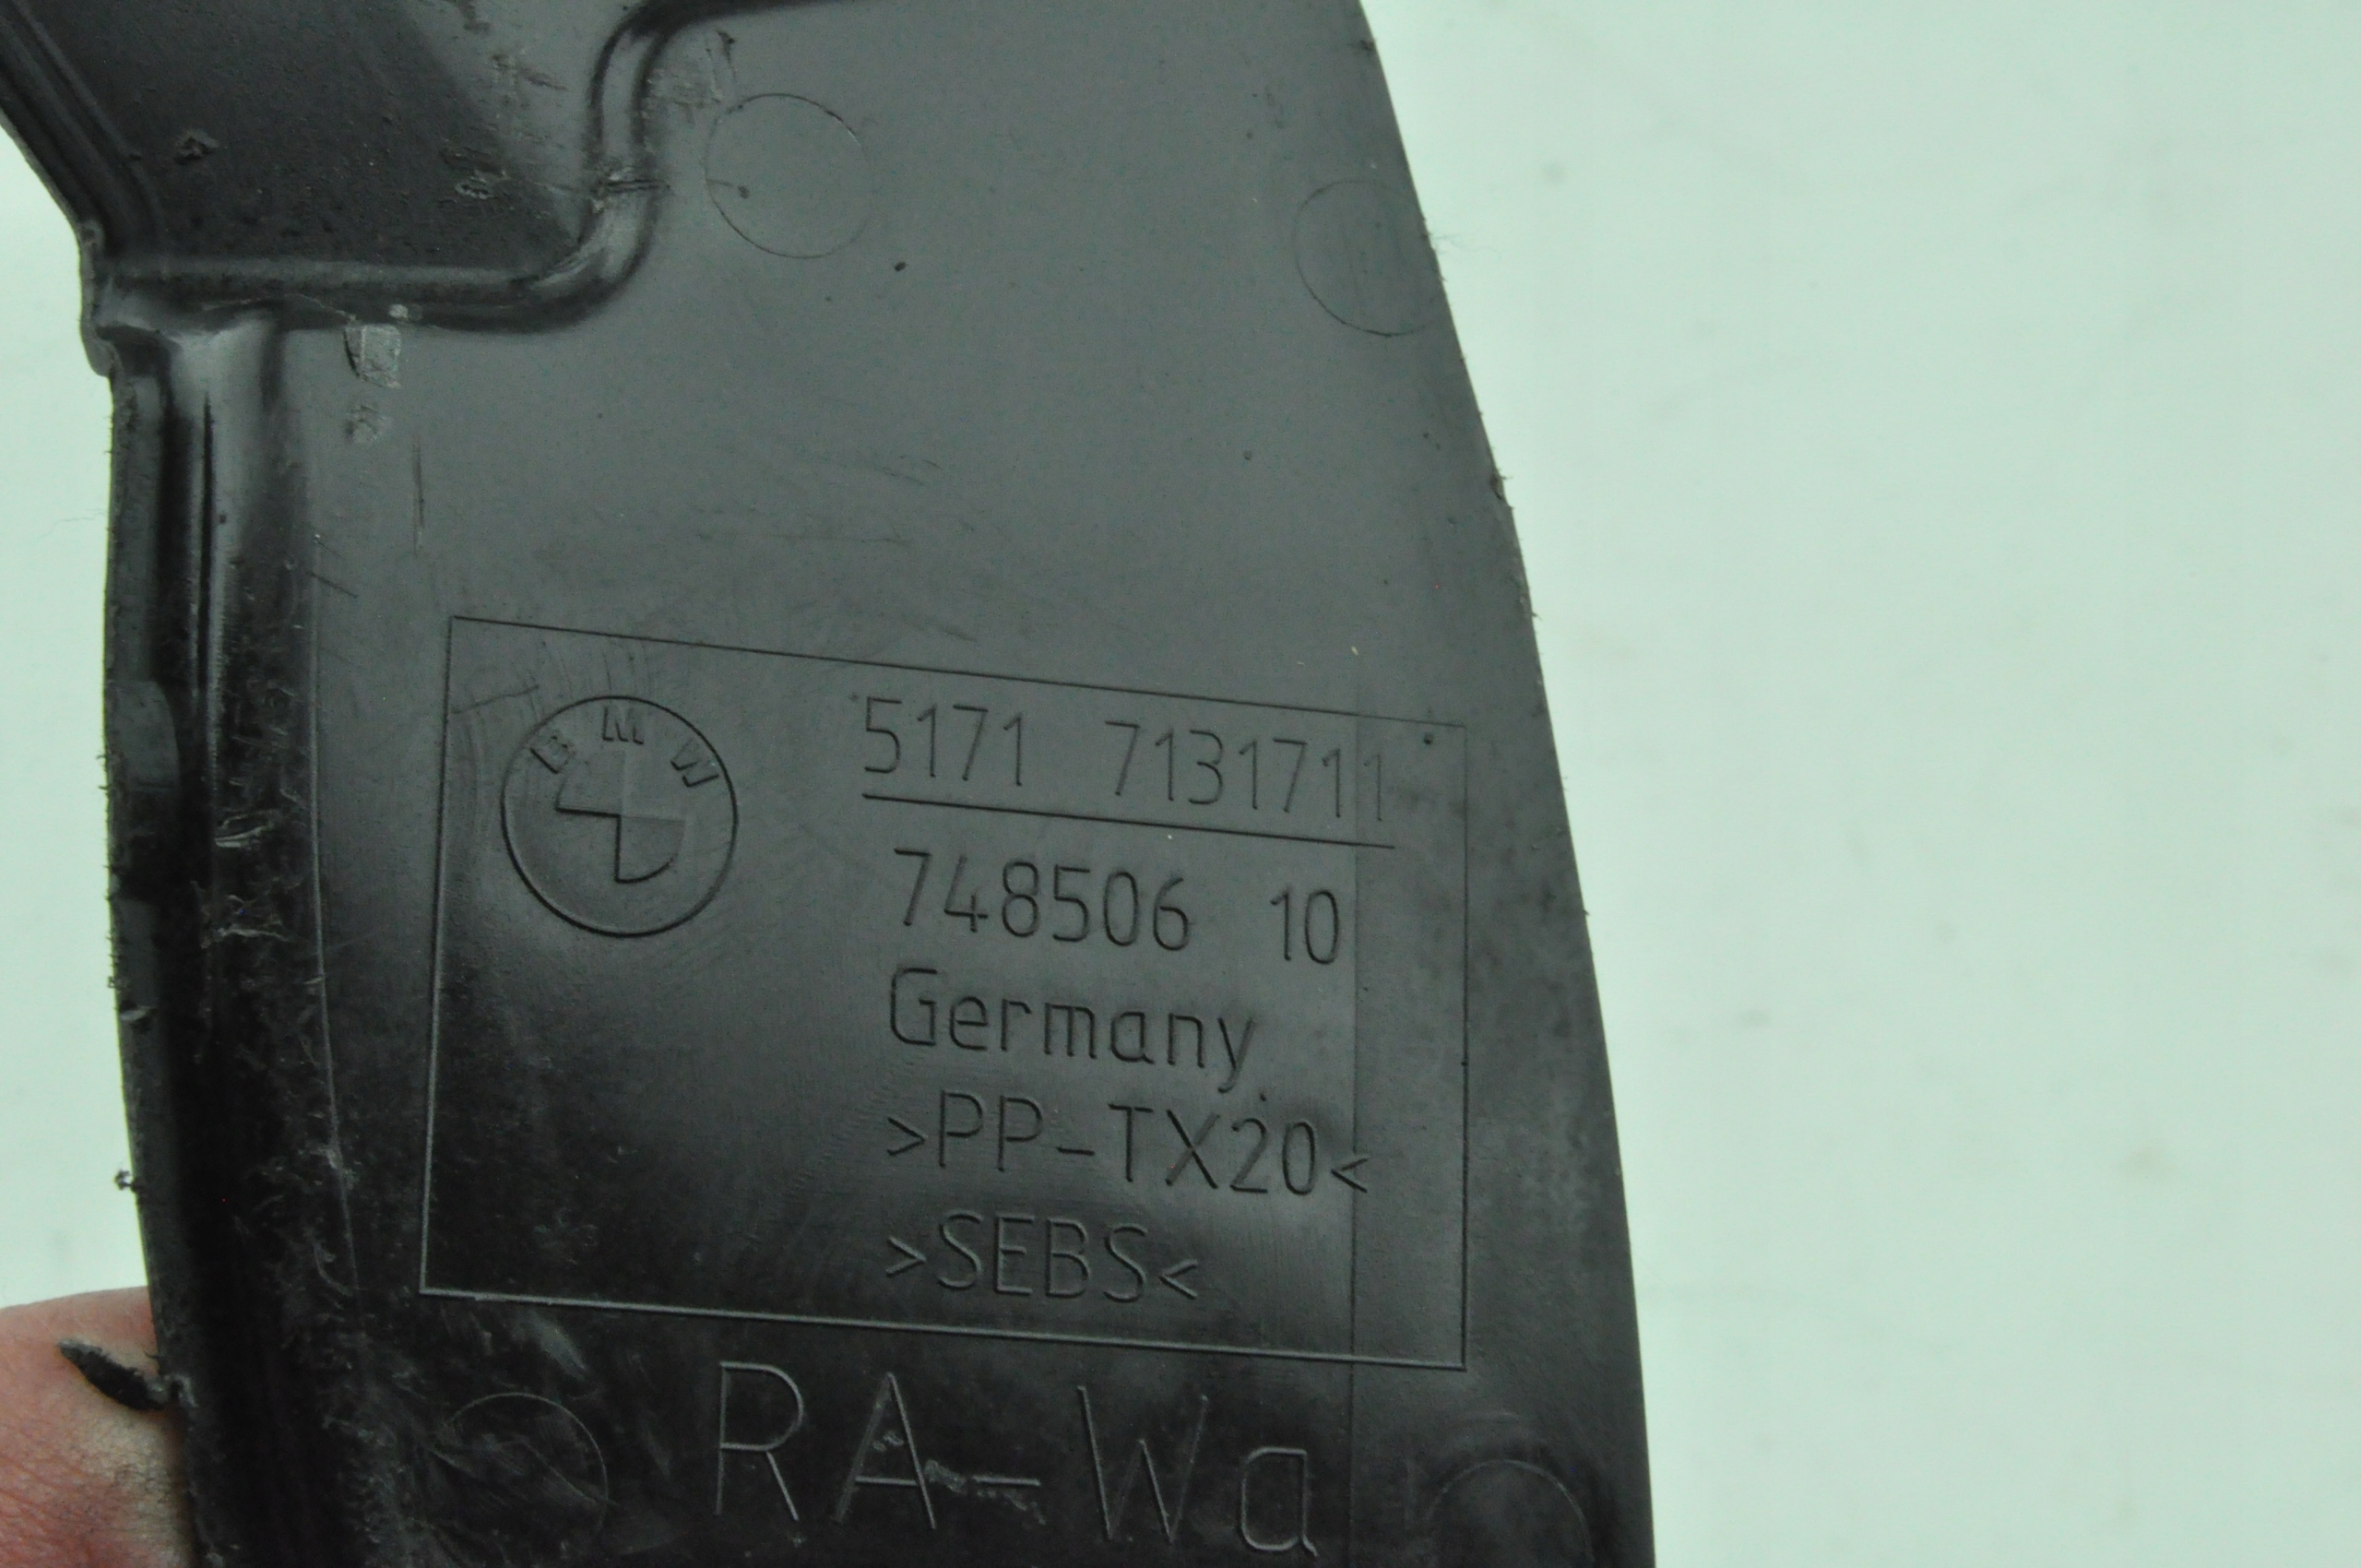 BMW
5171 7131711
748506 10
Germany
>PP-TX20<
>SEBS<
RA-Wa